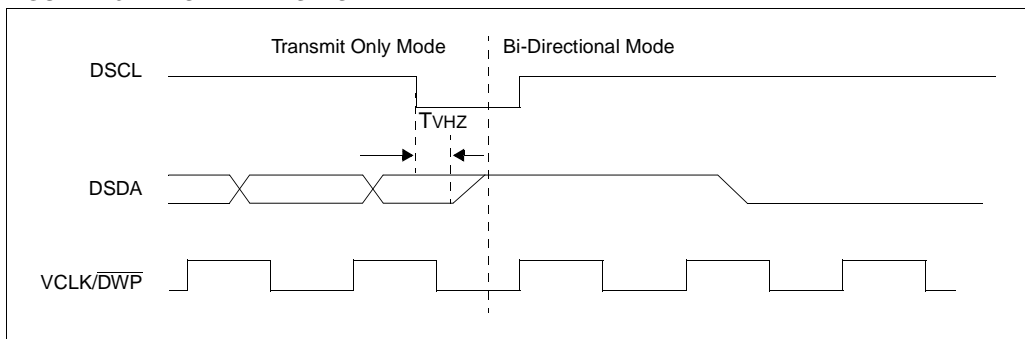 Transmit Only Mode
Bi-Directional Mode
DSCL
TVHZ
DSDA
VCLK/DWP